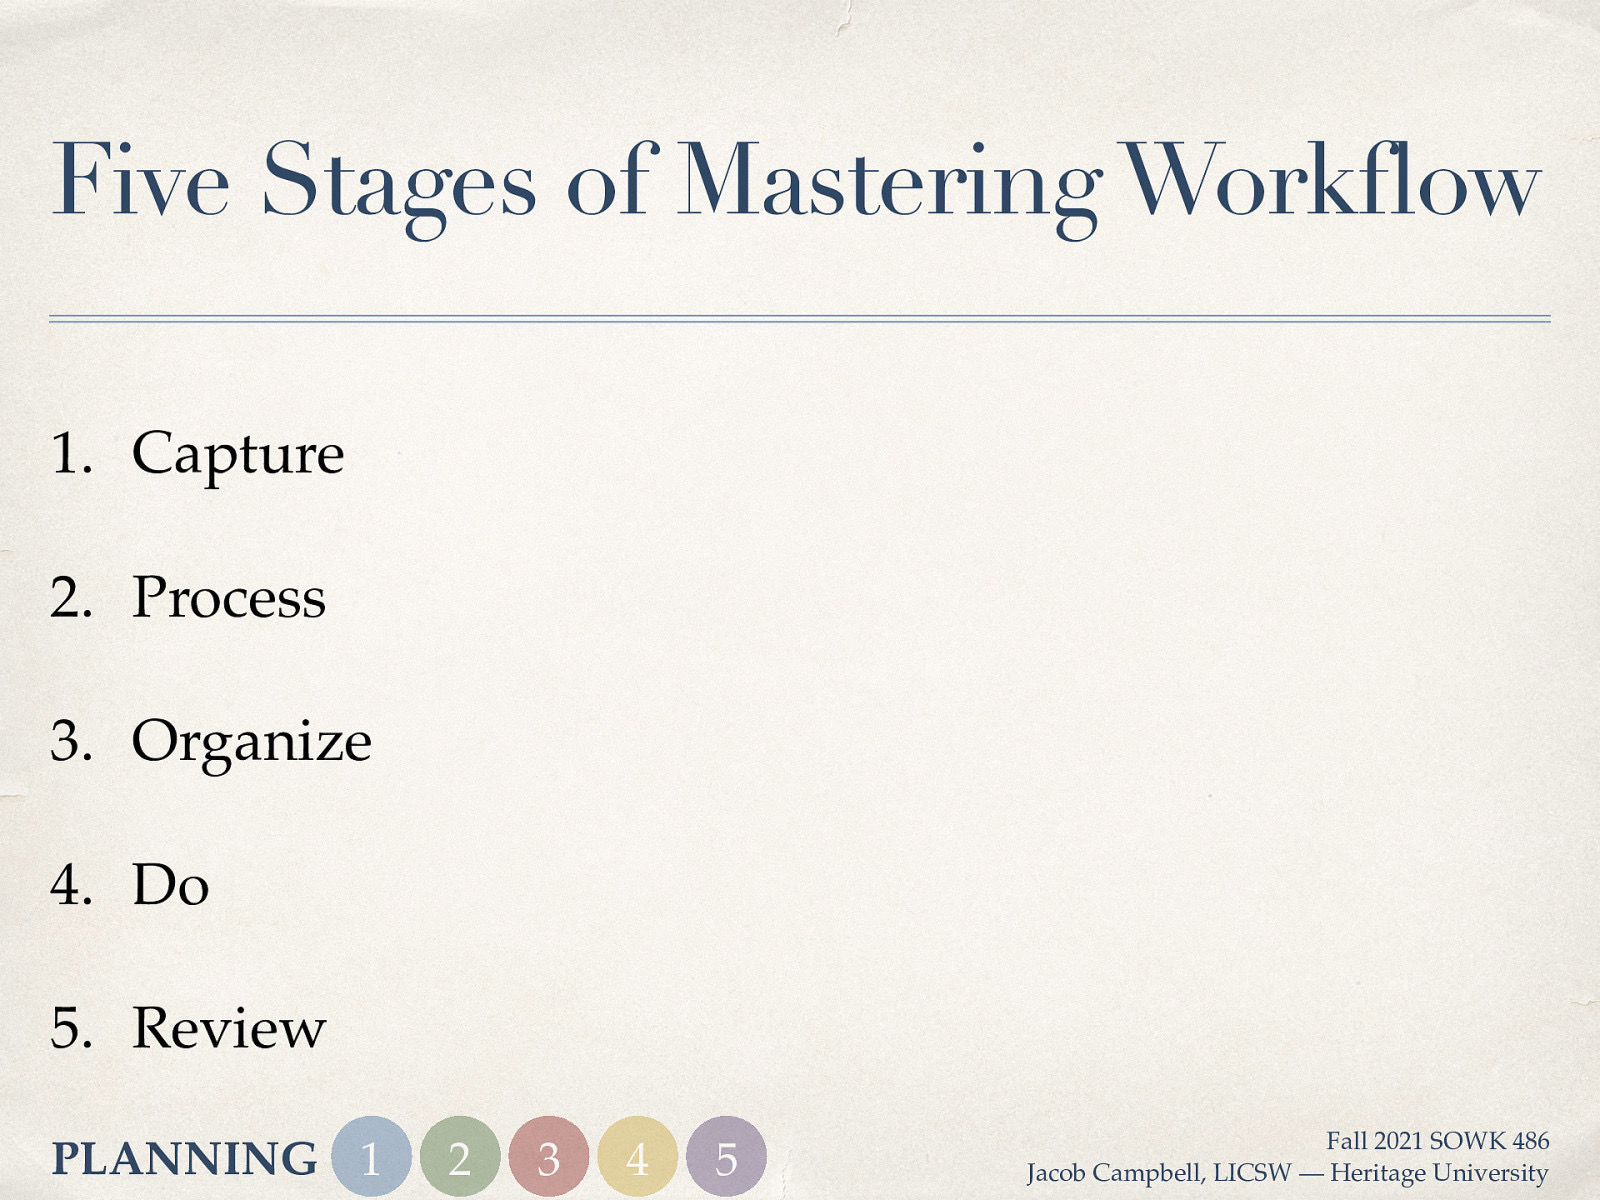 Five Stages of Mastering Workflow
1. Capture
2. Process
3. Organize
4. Do
5. Review
PLANNING 1 2 3 4 5
Fall 2021 SOWK 486
Jacob Campbell, LICSW — Heritage University